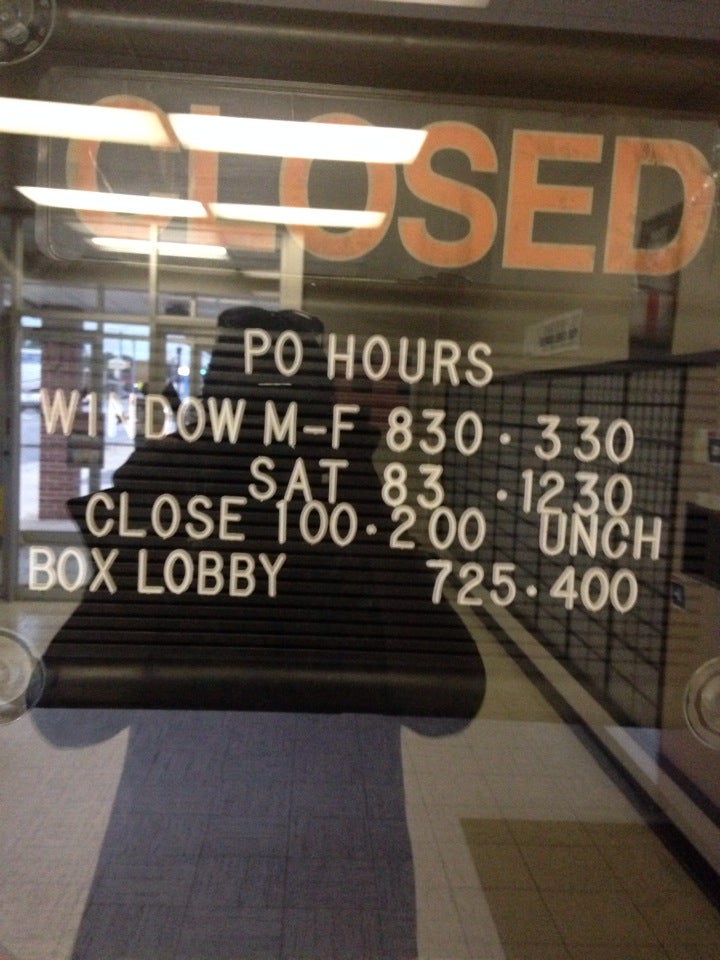 CLOSED
PO HOURS
WINDOW M-F 830 · 330
SAT 83 · 1230
CLOSE 100 · 200 UNCH
BOX LOBBY 725 · 400